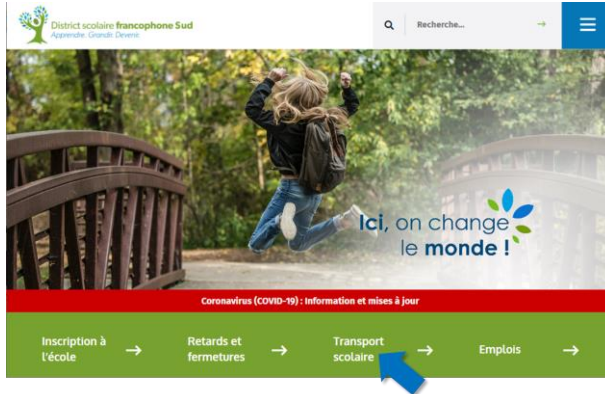 District scolaire francophone Sud
Apprendre. Grandir. Devenir.
Recherche...
Ici, on change
le monde !
Coronavirus (COVID-19) : Information et mises à jour
Inscription à
l'école
Retards et
fermetures
Transport
scolaire
Emplois